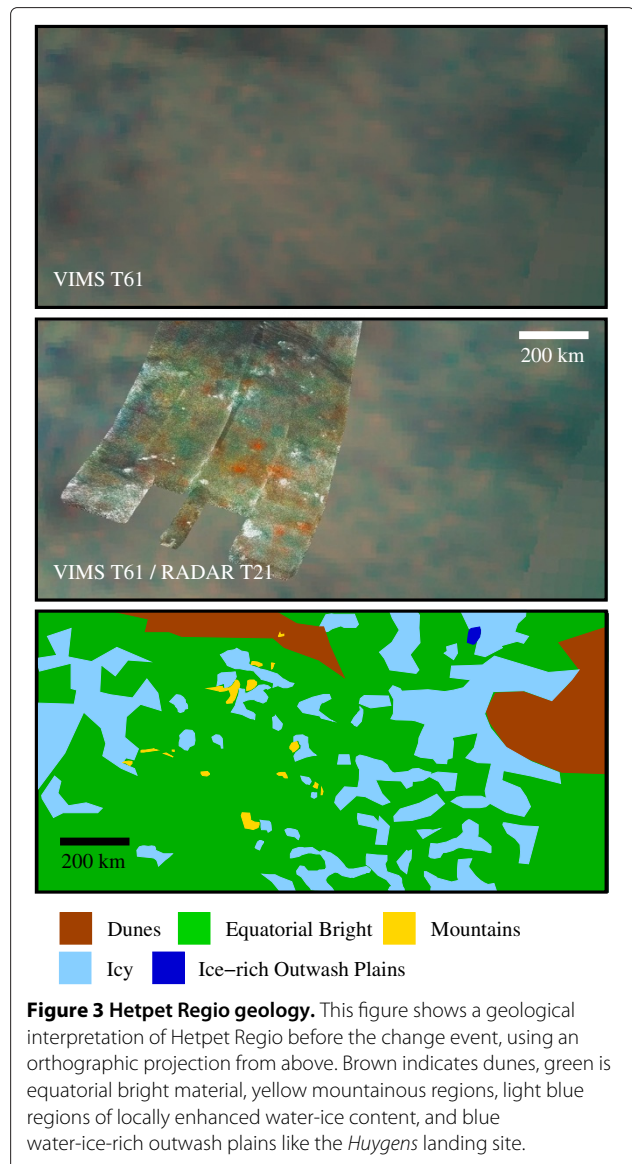 VIMS T61
200 km
VIMS T61 / RADAR T21
200 km
Dunes Equatorial Bright Mountains
Icy Ice−rich Outwash Plains
Figure 3 Hetpet Regio geology. This figure shows a geological
interpretation of Hetpet Regio before the change event, using an
orthographic projection from above. Brown indicates dunes, green is
equatorial bright material, yellow mountainous regions, light blue
regions of locally enhanced water-ice content, and blue
water-ice-rich outwash plains like the Huygens landing site.